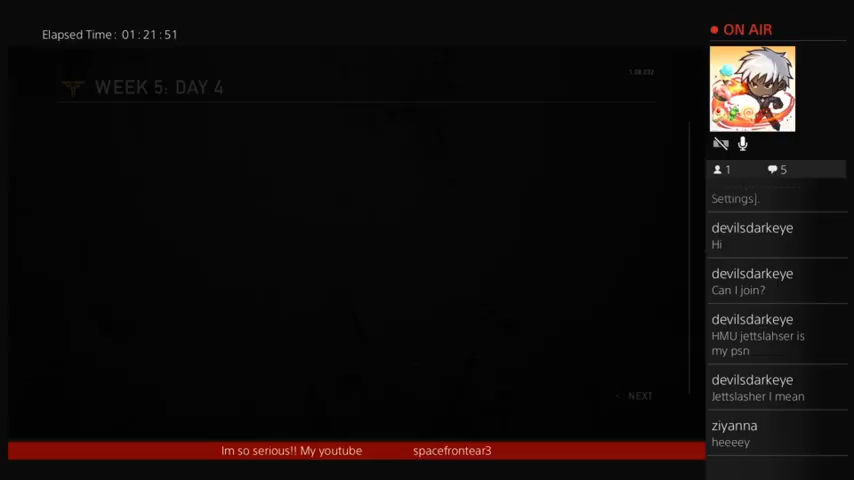 Elapsed Time: 01:21:51
ON AIR
WEEK 5: DAY 4
1.08.032
1
5
Settings].
devilsdarkeye
Hi
devilsdarkeye
Can I join?
devilsdarkeye
HMU jettslahser is
my psn
devilsdarkeye
Jettslasher I mean
ziyanna
heeeey
NEXT
Im so serious!! My youtube spacefrontear3